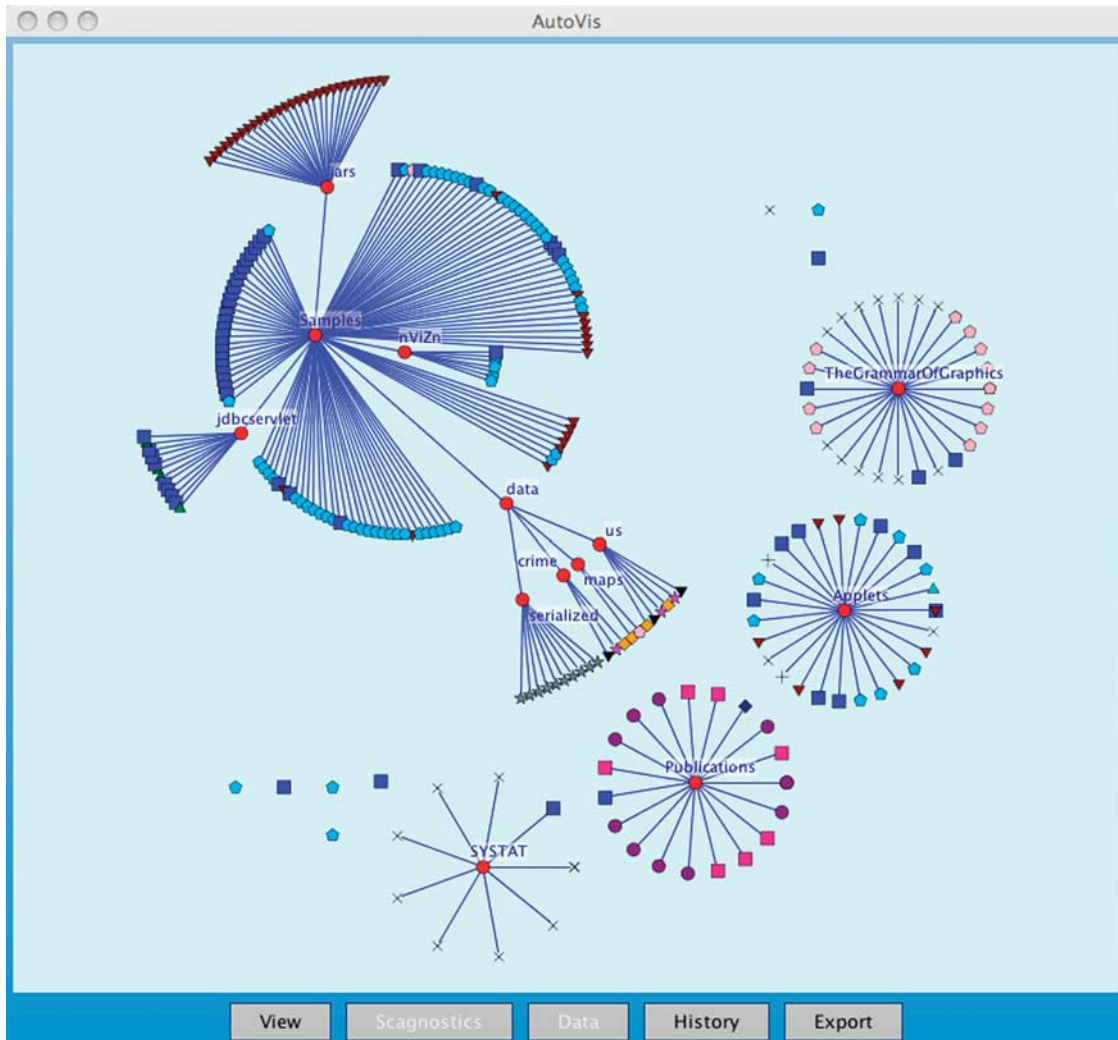 AutoVis
jars
Samples
nViZn
TheGrammarOfGraphics
jdbcservlet
data
us
crime
maps
Applets
serialized
Publications
SYSTAT
View
Scagnostics
Data
History
Export